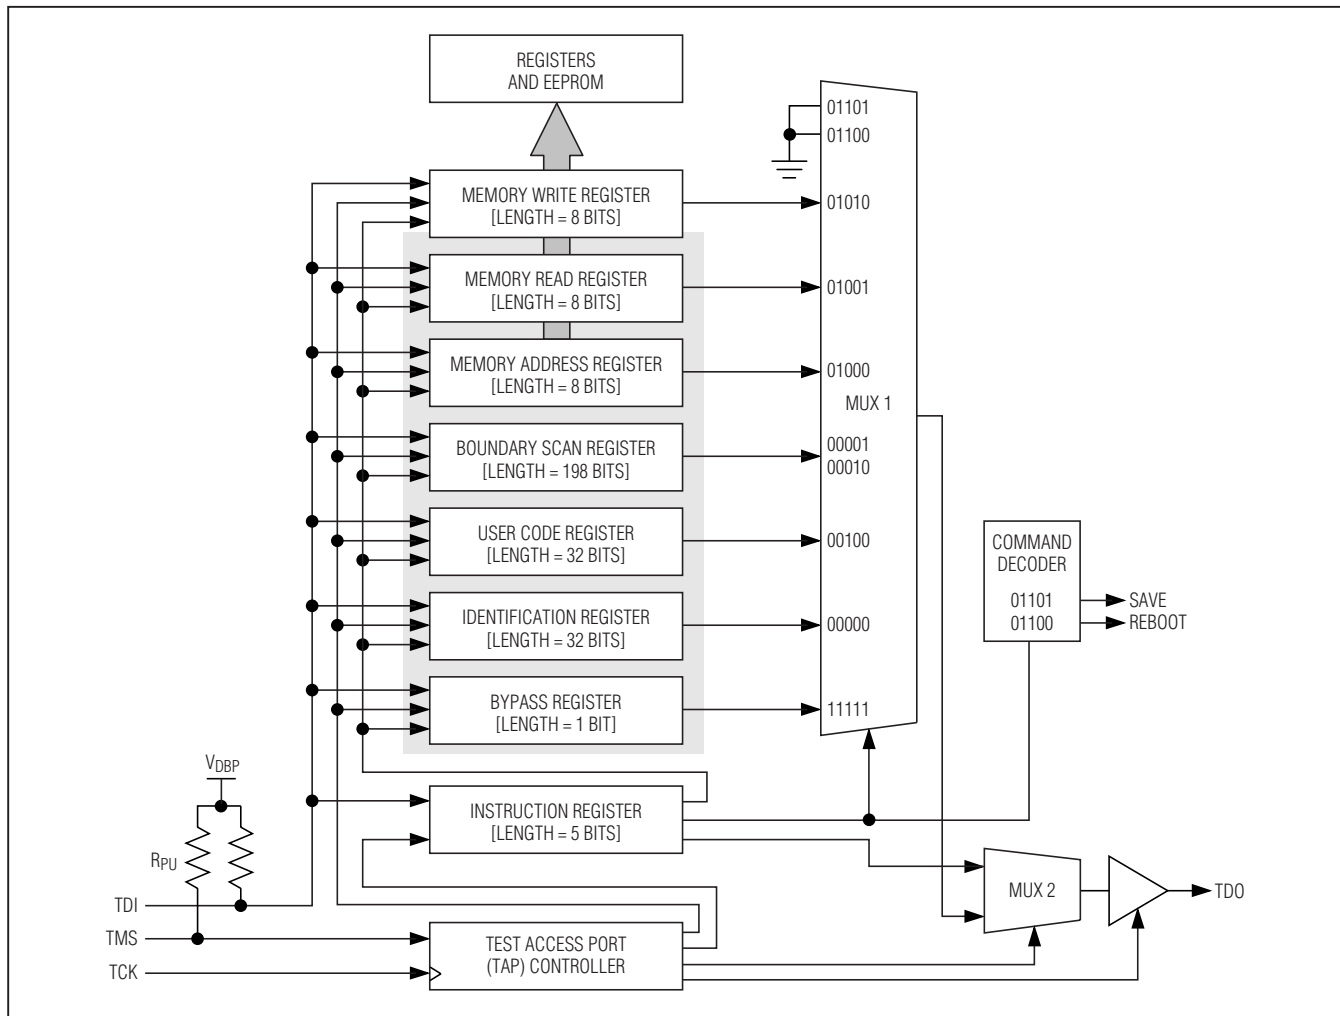 REGISTERS
AND EEPROM
01101
01100
MEMORY WRITE REGISTER
[LENGTH = 8 BITS]
01010
MEMORY READ REGISTER
[LENGTH = 8 BITS]
01001
MEMORY ADDRESS REGISTER
[LENGTH = 8 BITS]
01000
MUX 1
BOUNDARY SCAN REGISTER
[LENGTH = 198 BITS]
00001
00010
USER CODE REGISTER
[LENGTH = 32 BITS]
00100
COMMAND
DECODER
01101
SAVE
01100
REBOOT
IDENTIFICATION REGISTER
[LENGTH = 32 BITS]
00000
BYPASS REGISTER
[LENGTH = 1 BIT]
11111
VDBP
RPU
INSTRUCTION REGISTER
[LENGTH = 5 BITS]
MUX 2
TDO
TDI
TMS
TCK
TEST ACCESS PORT
(TAP) CONTROLLER